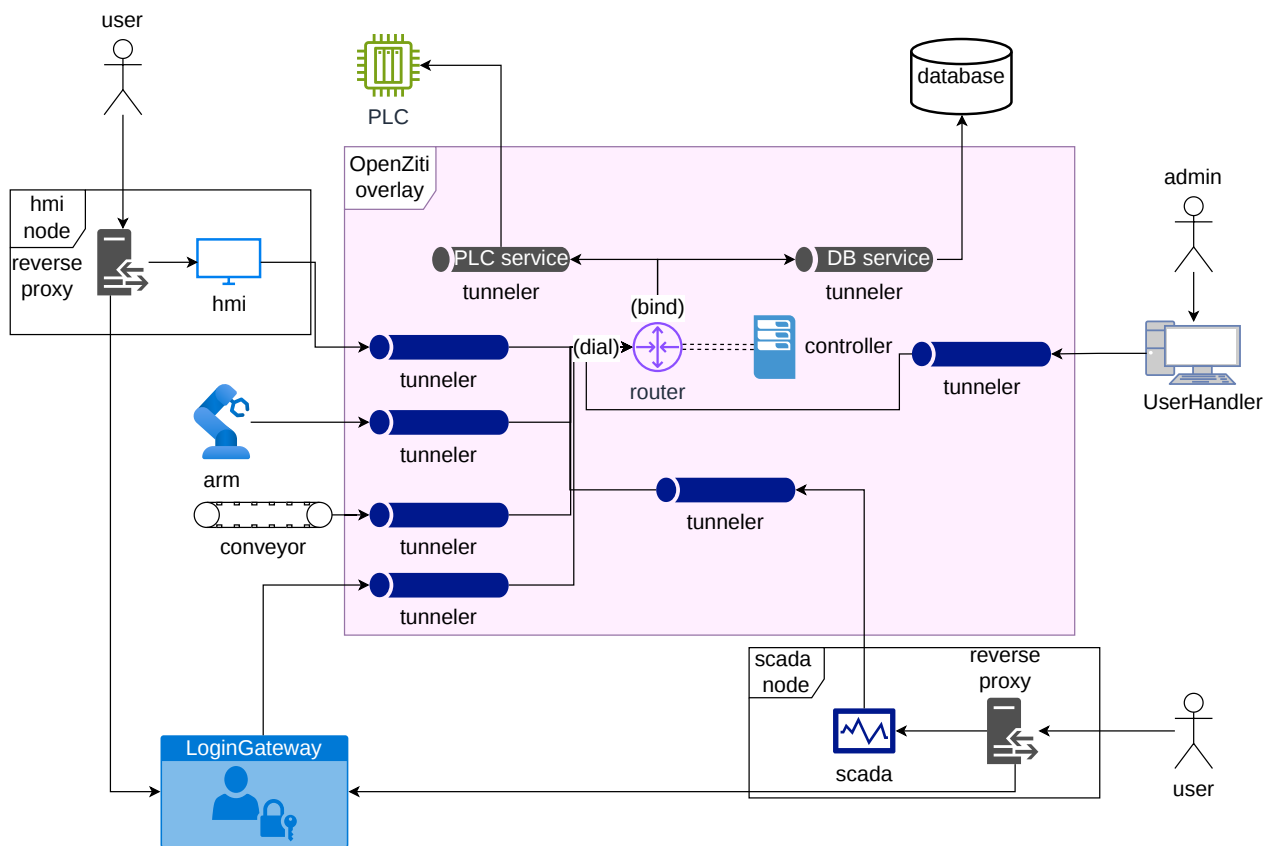 user
PLC
database
OpenZiti
overlay
admin
hmi
node
reverse
proxy
hmi
PLC service
tunneler
DB service
tunneler
(bind)
(dial)
router
controller
tunneler
tunneler
UserHandler
tunneler
arm
tunneler
conveyor
tunneler
tunneler
scada
node
reverse
proxy
LoginGateway
scada
user